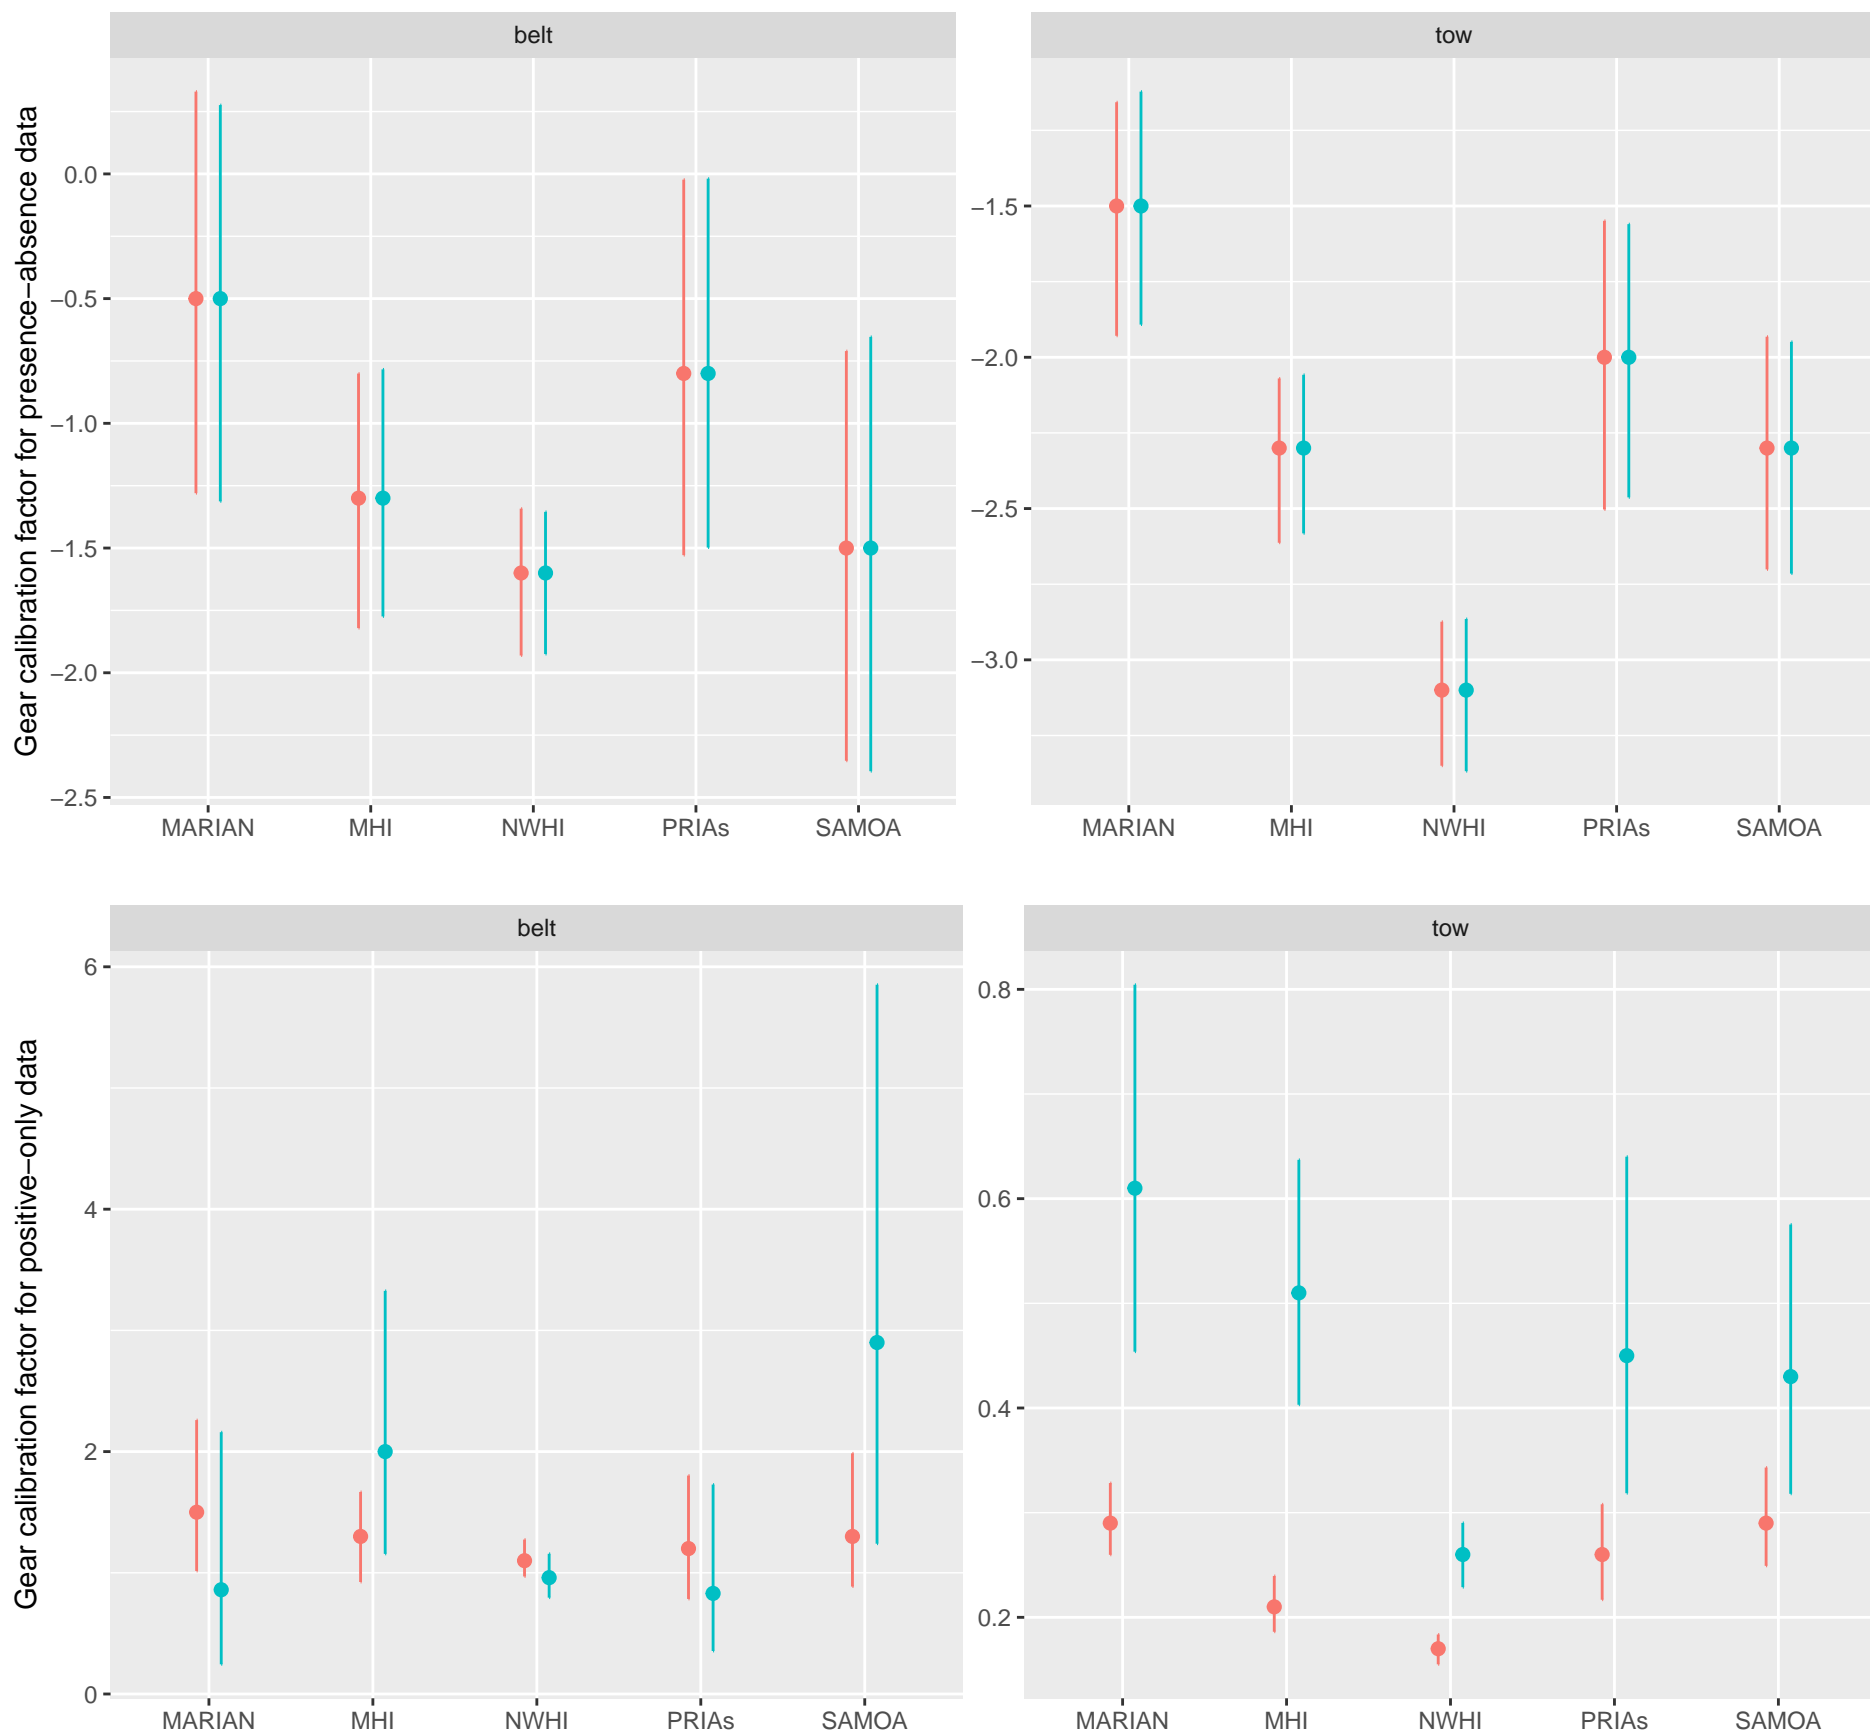 belt
tow
Gear calibration factor for presence−absence data
0.0
−0.5
−1.0
−1.5
−2.0
−2.5
−1.5
−2.0
−2.5
−3.0
MARIAN MHI NWHI PRIAs SAMOA
MARIAN MHI NWHI PRIAs SAMOA
belt
tow
Gear calibration factor for positive−only data
6
4
2
0
0.8
0.6
0.4
0.2
MARIAN MHI NWHI PRIAs SAMOA
MARIAN MHI NWHI PRIAs SAMOA